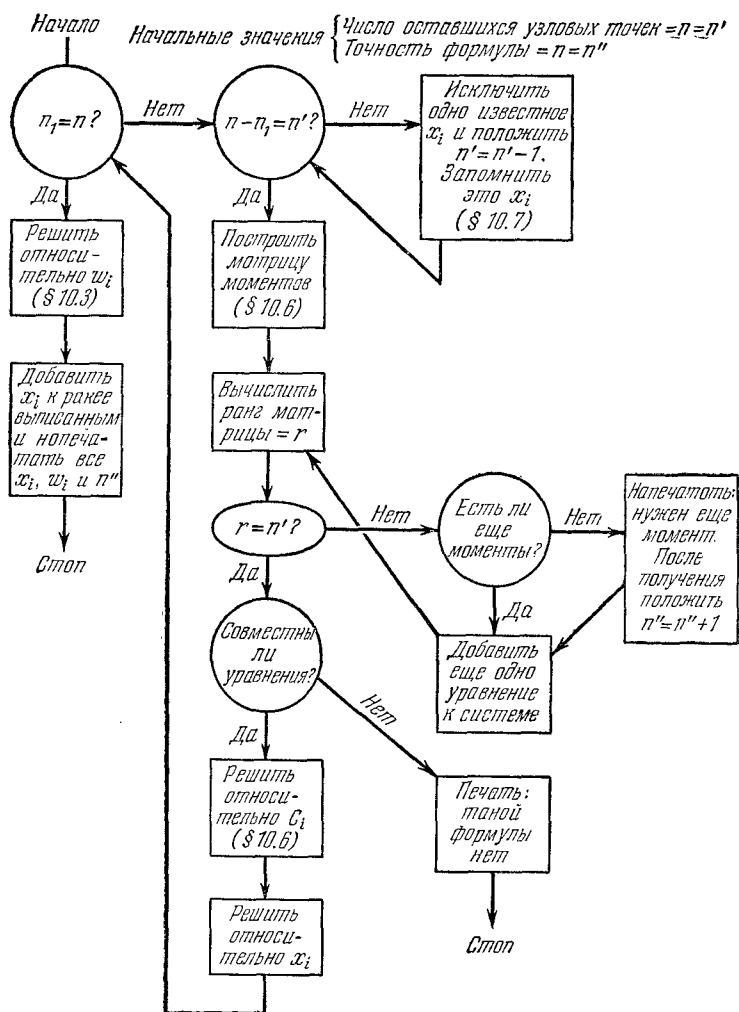 Начало
Начальные значения
Число оставшихся узловых точек = n = n′
Точность формулы = n = n″
n₁ = n?
Нет
n − n₁ = n′?
Нет
Исключить
одно известное
xᵢ и положить
n′ = n′ − 1.
Запомнить
это xᵢ
(§ 10.7)
Да
Да
Решить
относи-
тельно wᵢ
(§ 10.3)
Построить
матрицу
моментов
(§ 10.6)
Добавить
xᵢ к ракее
выписанным
и нопеча-
тать все
xᵢ, wᵢ и n″
Вычислить
ранг мат-
рицы = r
Стоп
r = n′?
Нет
Есть ли
еще
моменты?
Нет
Напечатоть:
нужен еще
момент.
После
получения
положить
n″ = n″ + 1
Да
Да
Совместны
ли
уравнения?
Добавить
еще одно
уравнение
к системе
Нет
Да
Решить
относи-
тельно Cᵢ
(§ 10.6)
Печать:
таной
формулы
нет
Решить
относи-
тельно xᵢ
Стоп